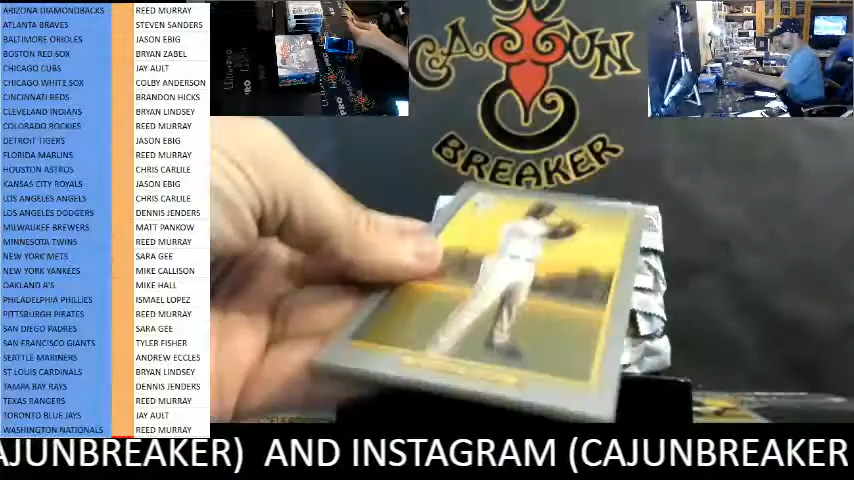 ARIZONA DIAMONDBACKS REED MURRAY
ATLANTA BRAVES STEVEN SANDERS
BALTIMORE ORIOLES JASON EBIG
BOSTON RED SOX BRYAN ZABEL
CHICAGO CUBS JAY AULT
CHICAGO WHITE SOX COLBY ANDERSON
CINCINNATI REDS BRANDON HICKS
CLEVELAND INDIANS BRYAN LINDSEY
COLORADO ROCKIES REED MURRAY
DETROIT TIGERS JASON EBIG
FLORIDA MARLINS REED MURRAY
HOUSTON ASTROS CHRIS CARLILE
KANSAS CITY ROYALS JASON EBIG
LOS ANGELES ANGELS CHRIS CARLILE
LOS ANGELES DODGERS DENNIS JENDERS
MILWAUKEE BREWERS MATT PANKOW
MINNESOTA TWINS REED MURRAY
NEW YORK METS SARA GEE
NEW YORK YANKEES MIKE CALLISON
OAKLAND A'S MIKE HALL
PHILADELPHIA PHILLIES ISMAEL LOPEZ
PITTSBURGH PIRATES REED MURRAY
SAN DIEGO PADRES SARA GEE
SAN FRANCISCO GIANTS TYLER FISHER
SEATTLE MARINERS ANDREW ECCLES
ST LOUIS CARDINALS BRYAN LINDSEY
TAMPA BAY RAYS DENNIS JENDERS
TEXAS RANGERS REED MURRAY
TORONTO BLUE JAYS JAY AULT
WASHINGTON NATIONALS REED MURRAY
CAJUN
BREAKER
AJUNBREAKER) AND INSTAGRAM (CAJUNBREAKER